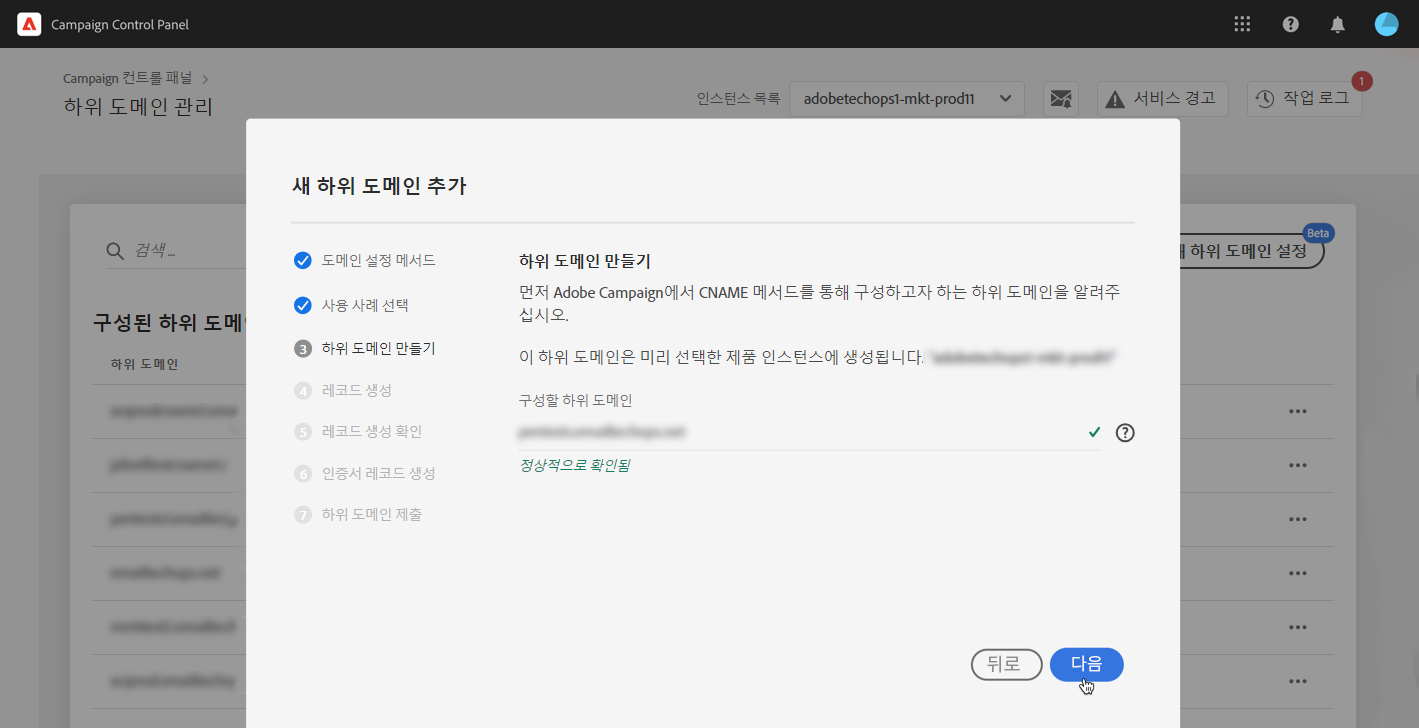 Campaign Control Panel
Campaign 컨트롤 패널
하위 도메인 관리
인스턴스 목록
adobetechops1-mkt-prod11
서비스 경고
작업 로그
1
검색...
Beta
하위 도메인 설정
구성된 하위 도메인
하위 도메인
새 하위 도메인 추가
도메인 설정 메서드
사용 사례 선택
3 하위 도메인 만들기
4 레코드 생성
5 레코드 생성 확인
6 인증서 레코드 생성
7 하위 도메인 제출
하위 도메인 만들기
먼저 Adobe Campaign에서 CNAME 메서드를 통해 구성하고자 하는 하위 도메인을 알려주
십시오.
이 하위 도메인은 미리 선택한 제품 인스턴스에 생성됩니다.
구성할 하위 도메인
정상적으로 확인됨
뒤로
다음